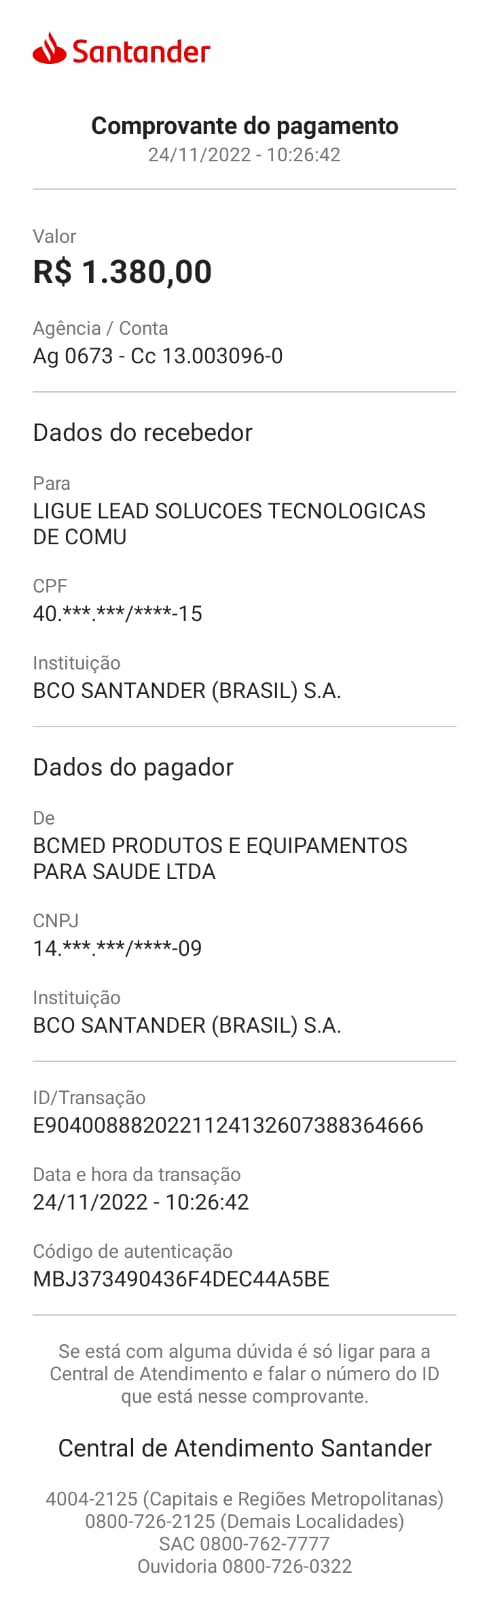 Santander
Comprovante do pagamento
24/11/2022 - 10:26:42
Valor
R$ 1.380,00
Agência / Conta
Ag 0673 - Cc 13.003096-0
Dados do recebedor
Para
LIGUE LEAD SOLUCOES TECNOLOGICAS
DE COMU
CPF
40.***.***/****-15
Instituição
BCO SANTANDER (BRASIL) S.A.
Dados do pagador
De
BCMED PRODUTOS E EQUIPAMENTOS
PARA SAUDE LTDA
CNPJ
14.***.***/****-09
Instituição
BCO SANTANDER (BRASIL) S.A.
ID/Transação
E9040088820221124132607388364666
Data e hora da transação
24/11/2022 - 10:26:42
Código de autenticação
MBJ373490436F4DEC44A5BE
Se está com alguma dúvida é só ligar para a
Central de Atendimento e falar o número do ID
que está nesse comprovante.
Central de Atendimento Santander
4004-2125 (Capitais e Regiões Metropolitanas)
0800-726-2125 (Demais Localidades)
SAC 0800-762-7777
Ouvidoria 0800-726-0322